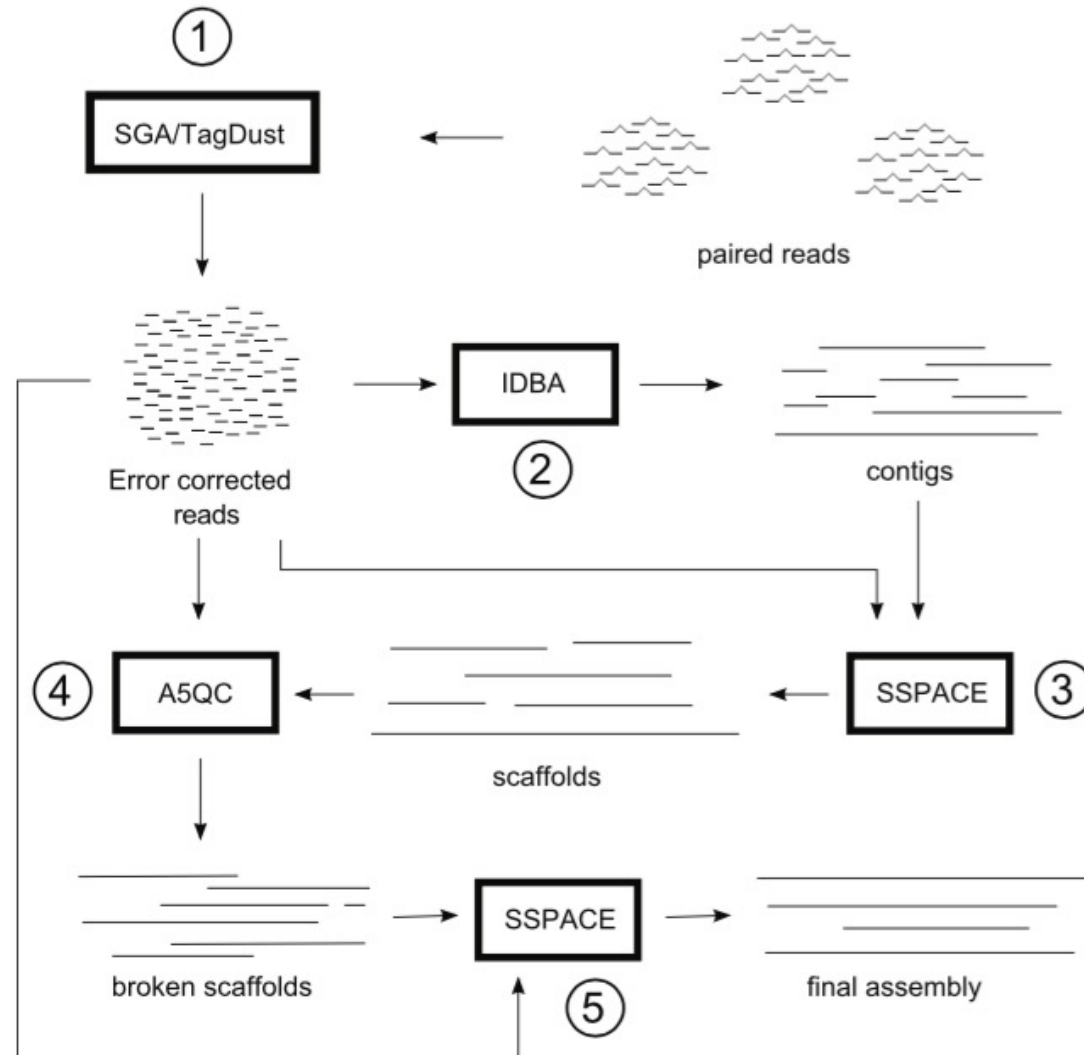 1
SGA/TagDust
paired reads
IDBA
2
Error corrected
reads
contigs
4
A5QC
SSPACE
3
scaffolds
SSPACE
broken scaffolds
5
final assembly